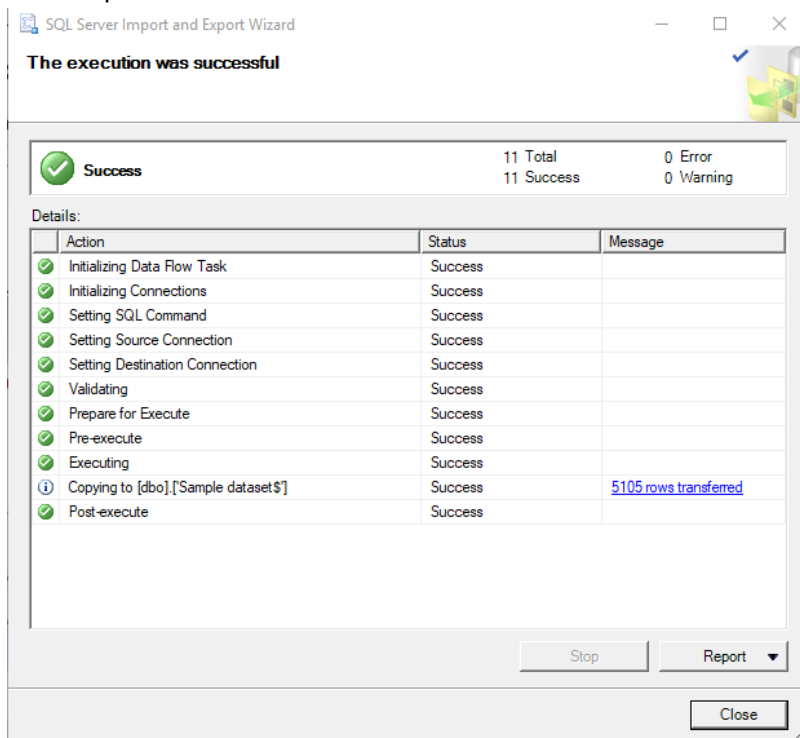 SQL Server Import and Export Wizard
The execution was successful
Success
11 Total 0 Error
11 Success 0 Warning
Details:
Action Status Message
Initializing Data Flow Task Success
Initializing Connections Success
Setting SQL Command Success
Setting Source Connection Success
Setting Destination Connection Success
Validating Success
Prepare for Execute Success
Pre-execute Success
Executing Success
Copying to [dbo].['Sample dataset$'] Success 5105 rows transferred
Post-execute Success
Stop Report
Close